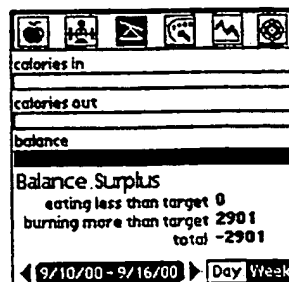 calories in
calories out
balance
Balance.Surplus
eating less than target 0
burning more than target 2901
total -2901
9/10/00-9/16/00 Day Week